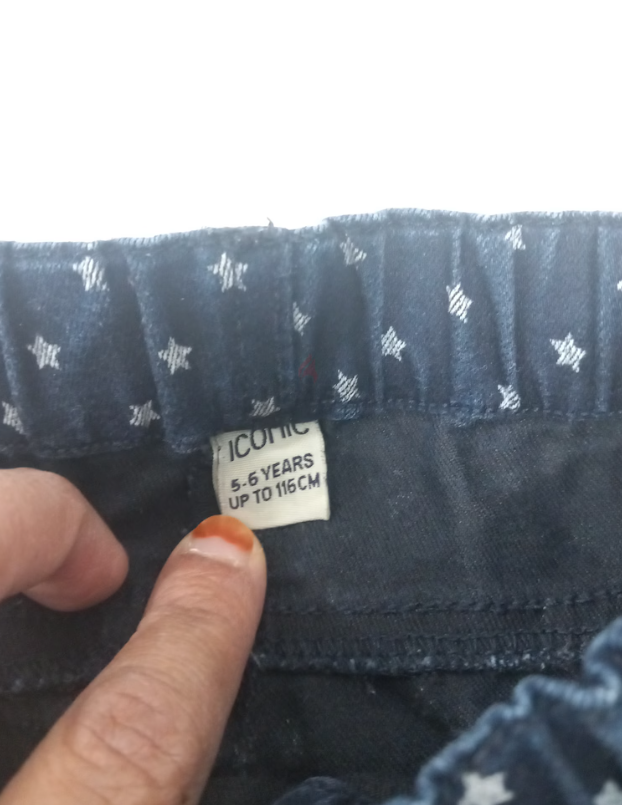 ICONIC
5-6 YEARS
UP TO 116CM